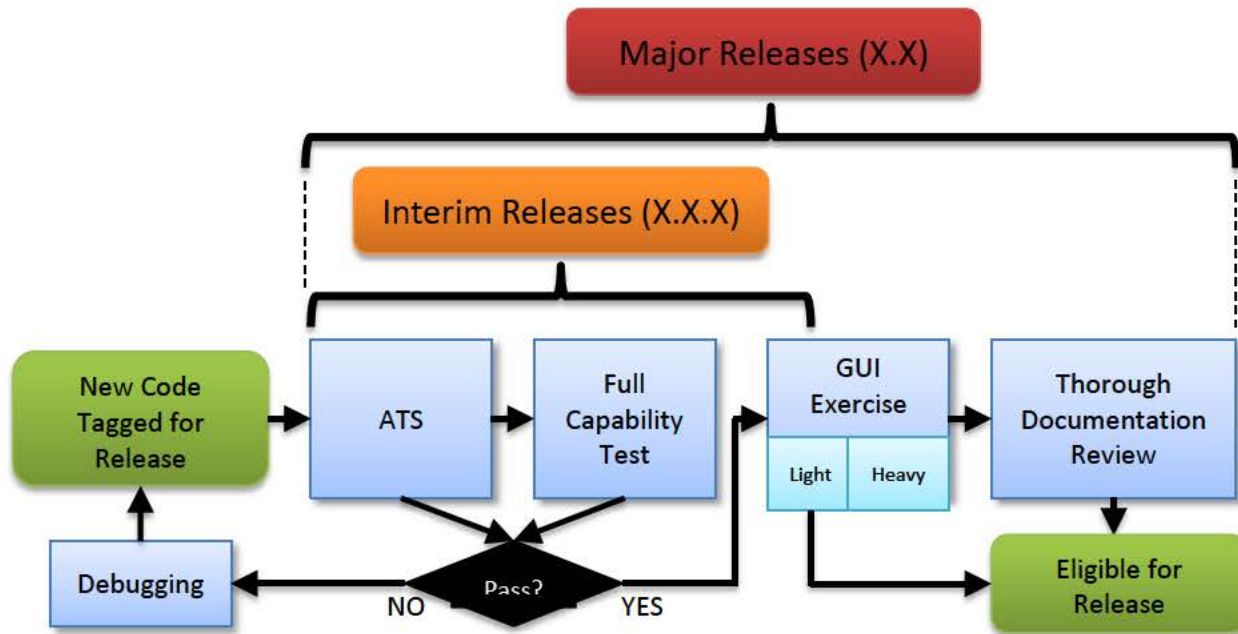 Major Releases (X.X)
Interim Releases (X.X.X)
New Code
Tagged for
Release
ATS
Full
Capability
Test
GUI
Exercise
Light
Heavy
Thorough
Documentation
Review
Debugging
Pass?
NO
YES
Eligible for
Release